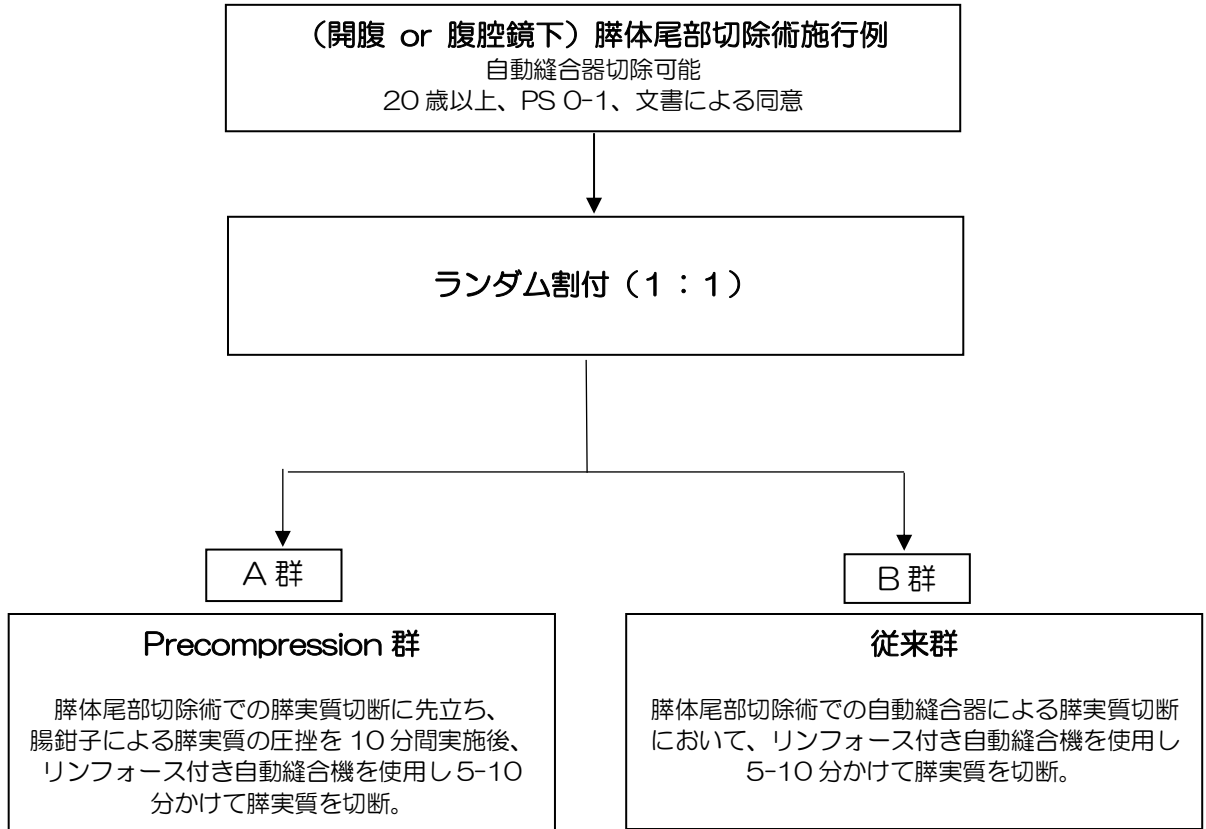 （開腹 or 腹腔鏡下）膵体尾部切除術施行例
自動縫合器切除可能
20歳以上、PS 0-1、文書による同意
ランダム割付（1：1）
A群
B群
Precompression 群
膵体尾部切除術での膵実質切断に先立ち、
腸鉗子による膵実質の圧挫を 10 分間実施後、
リンフォース付き自動縫合機を使用し 5-10
分かけて膵実質を切断。
従来群
膵体尾部切除術での自動縫合器による膵実質切断
において、リンフォース付き自動縫合機を使用し
5-10 分かけて膵実質を切断。